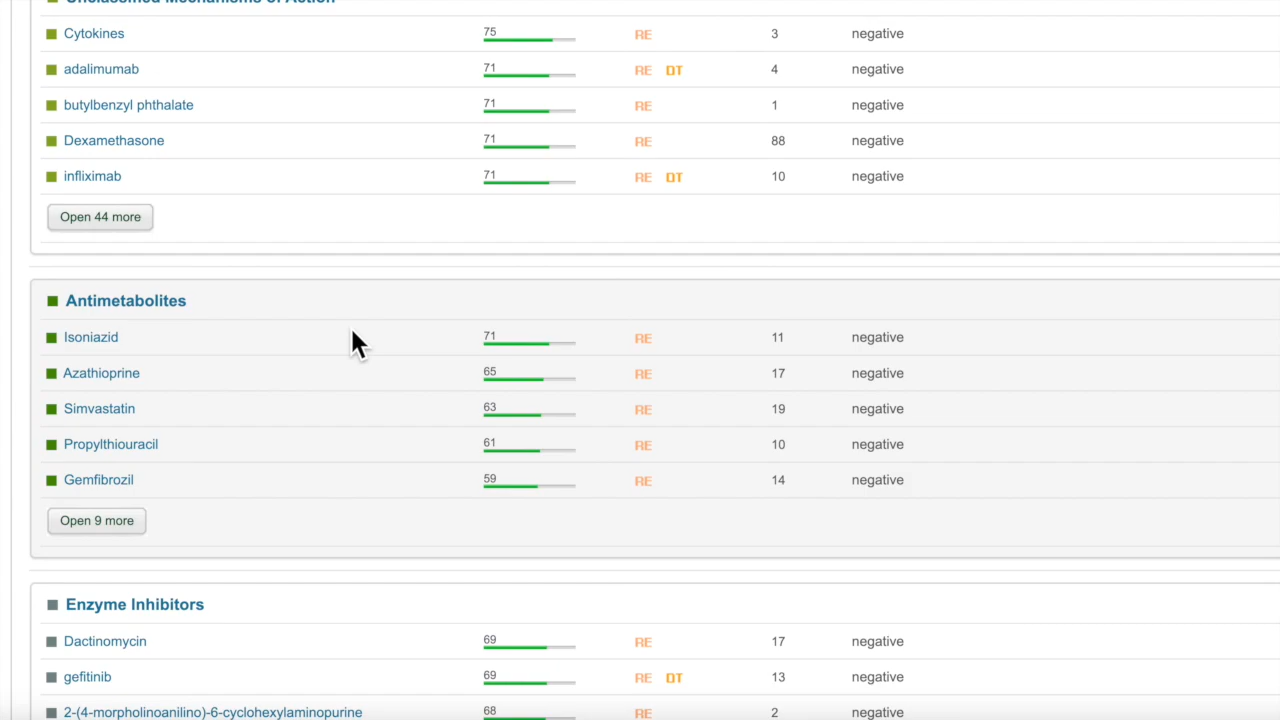 Unclassified Mechanisms of Action
Cytokines 75 RE 3 negative
adalimumab 71 RE DT 4 negative
butylbenzyl phthalate 71 RE 1 negative
Dexamethasone 71 RE 88 negative
infliximab 71 RE DT 10 negative
Open 44 more
Antimetabolites
Isoniazid 71 RE 11 negative
Azathioprine 65 RE 17 negative
Simvastatin 63 RE 19 negative
Propylthiouracil 61 RE 10 negative
Gemfibrozil 59 RE 14 negative
Open 9 more
Enzyme Inhibitors
Dactinomycin 69 RE 17 negative
gefitinib 69 RE DT 13 negative
2-(4-morpholinoanilino)-6-cyclohexylaminopurine 68 RE 2 negative